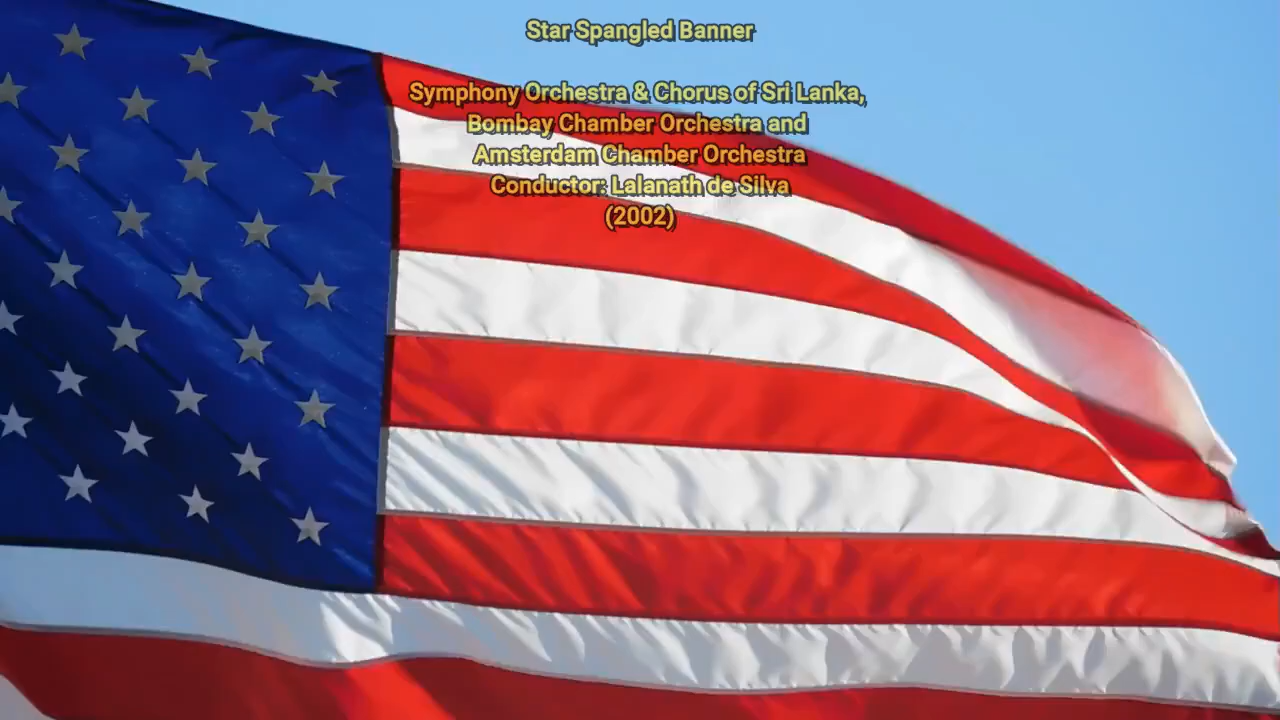 Star Spangled Banner
Symphony Orchestra & Chorus of Sri Lanka,
Bombay Chamber Orchestra and
Amsterdam Chamber Orchestra
Conductor: Lalanath de Silva
(2002)